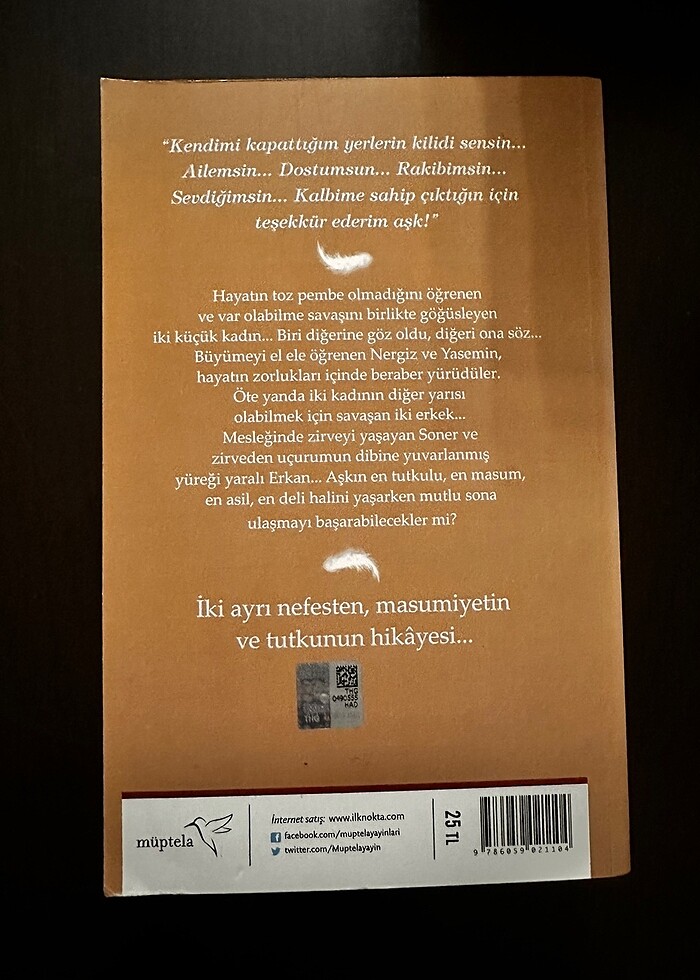 “Kendimi kapattığım yerlerin kilidi sensin...
Ailemsin... Dostumsun... Rakibimsin...
Sevdiğimsin... Kalbime sahip çıktığın için
teşekkür ederim aşk!”
Hayatın toz pembe olmadığını öğrenen
ve var olabilme savaşını birlikte göğüsleyen
iki küçük kadın... Biri diğerine göz oldu, diğeri ona söz...
Büyümeyi el ele öğrenen Nergiz ve Yasemin,
hayatın zorlukları içinde beraber yürüdüler.
Öte yanda iki kadının diğer yarısı
olabilmek için savaşan iki erkek...
Mesleğinde zirveyi yaşayan Soner ve
zirveden uçurumun dibine yuvarlanmış
yüreği yaralı Erkan... Aşkın en tutkulu, en masum,
en asil, en deli halini yaşarken mutlu sona
ulaşmayı başarabilecekler mi?
İki ayrı nefesten, masumiyetin
ve tutkunun hikâyesi...
THG
0490555
HAO
THG
müptela
İnternet satış: www.ilknokta.com
facebook.com/muptelayayinlari
twitter.com/Muptelayayin
25 TL
9 786059 021104